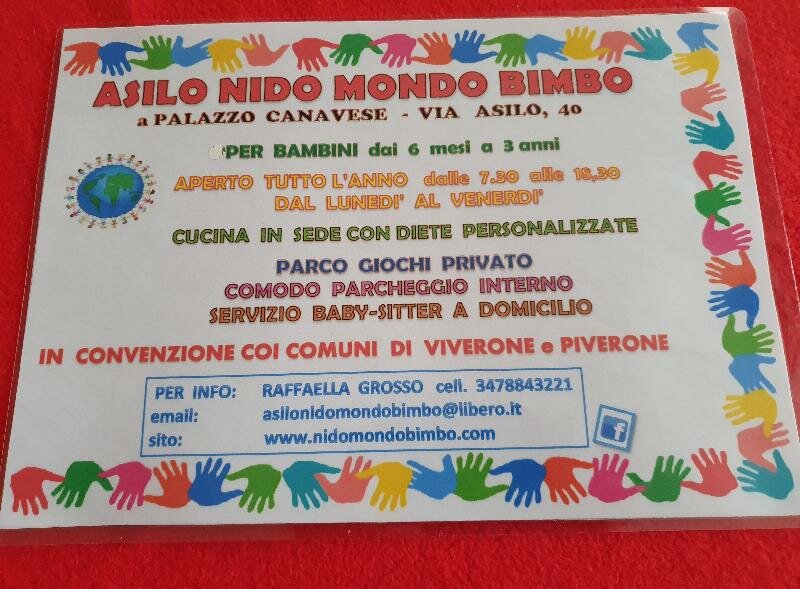 ASILO NIDO MONDO BIMBO
a PALAZZO CANAVESE - VIA ASILO, 40
PER BAMBINI dai 6 mesi a 3 anni
APERTO TUTTO L'ANNO dalle 7.30 alle 18,30
DAL LUNEDI' AL VENERDI'
CUCINA IN SEDE CON DIETE PERSONALIZZATE
PARCO GIOCHI PRIVATO
COMODO PARCHEGGIO INTERNO
SERVIZIO BABY-SITTER A DOMICILIO
IN CONVENZIONE COI COMUNI DI VIVERONE e PIVERONE
PER INFO: RAFFAELLA GROSSO cell. 3478843221
email: asilonidomondobimbo@libero.it
sito: www.nidomondobimbo.com
f